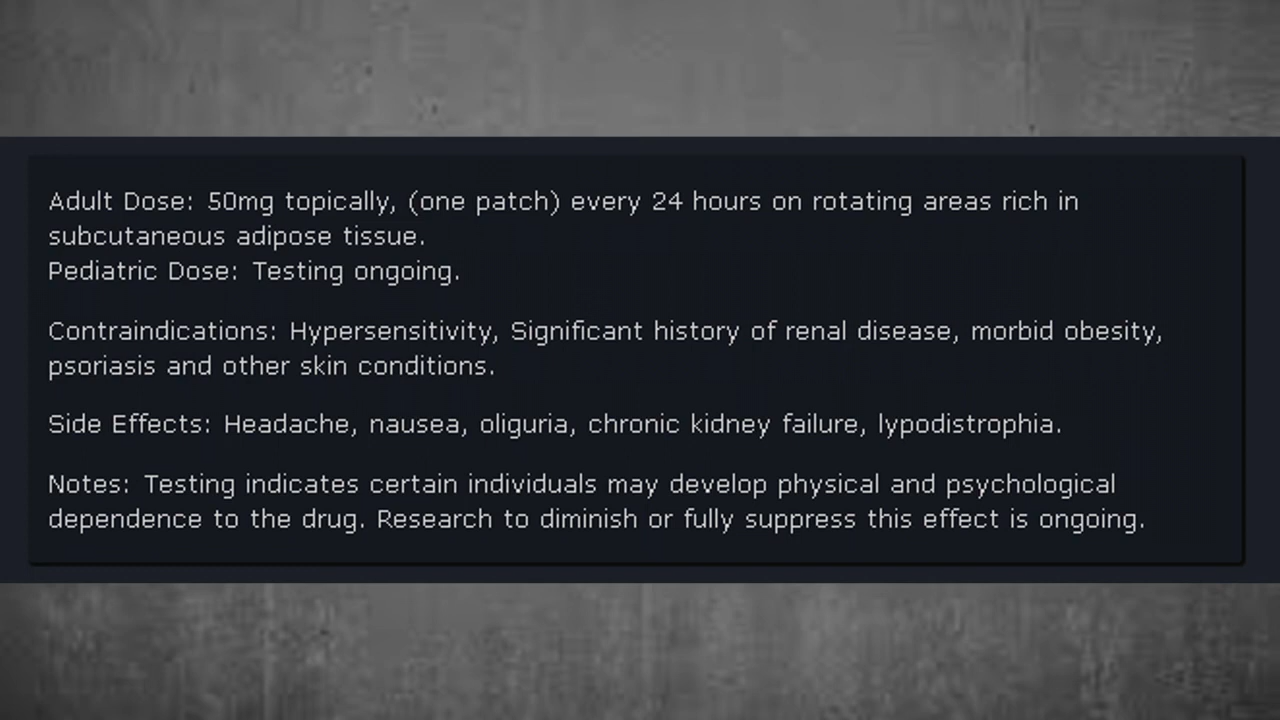 Adult Dose: 50mg topically, (one patch) every 24 hours on rotating areas rich in
subcutaneous adipose tissue.
Pediatric Dose: Testing ongoing.
Contraindications: Hypersensitivity, Significant history of renal disease, morbid obesity,
psoriasis and other skin conditions.
Side Effects: Headache, nausea, oliguria, chronic kidney failure, lypodistrophia.
Notes: Testing indicates certain individuals may develop physical and psychological
dependence to the drug. Research to diminish or fully suppress this effect is ongoing.